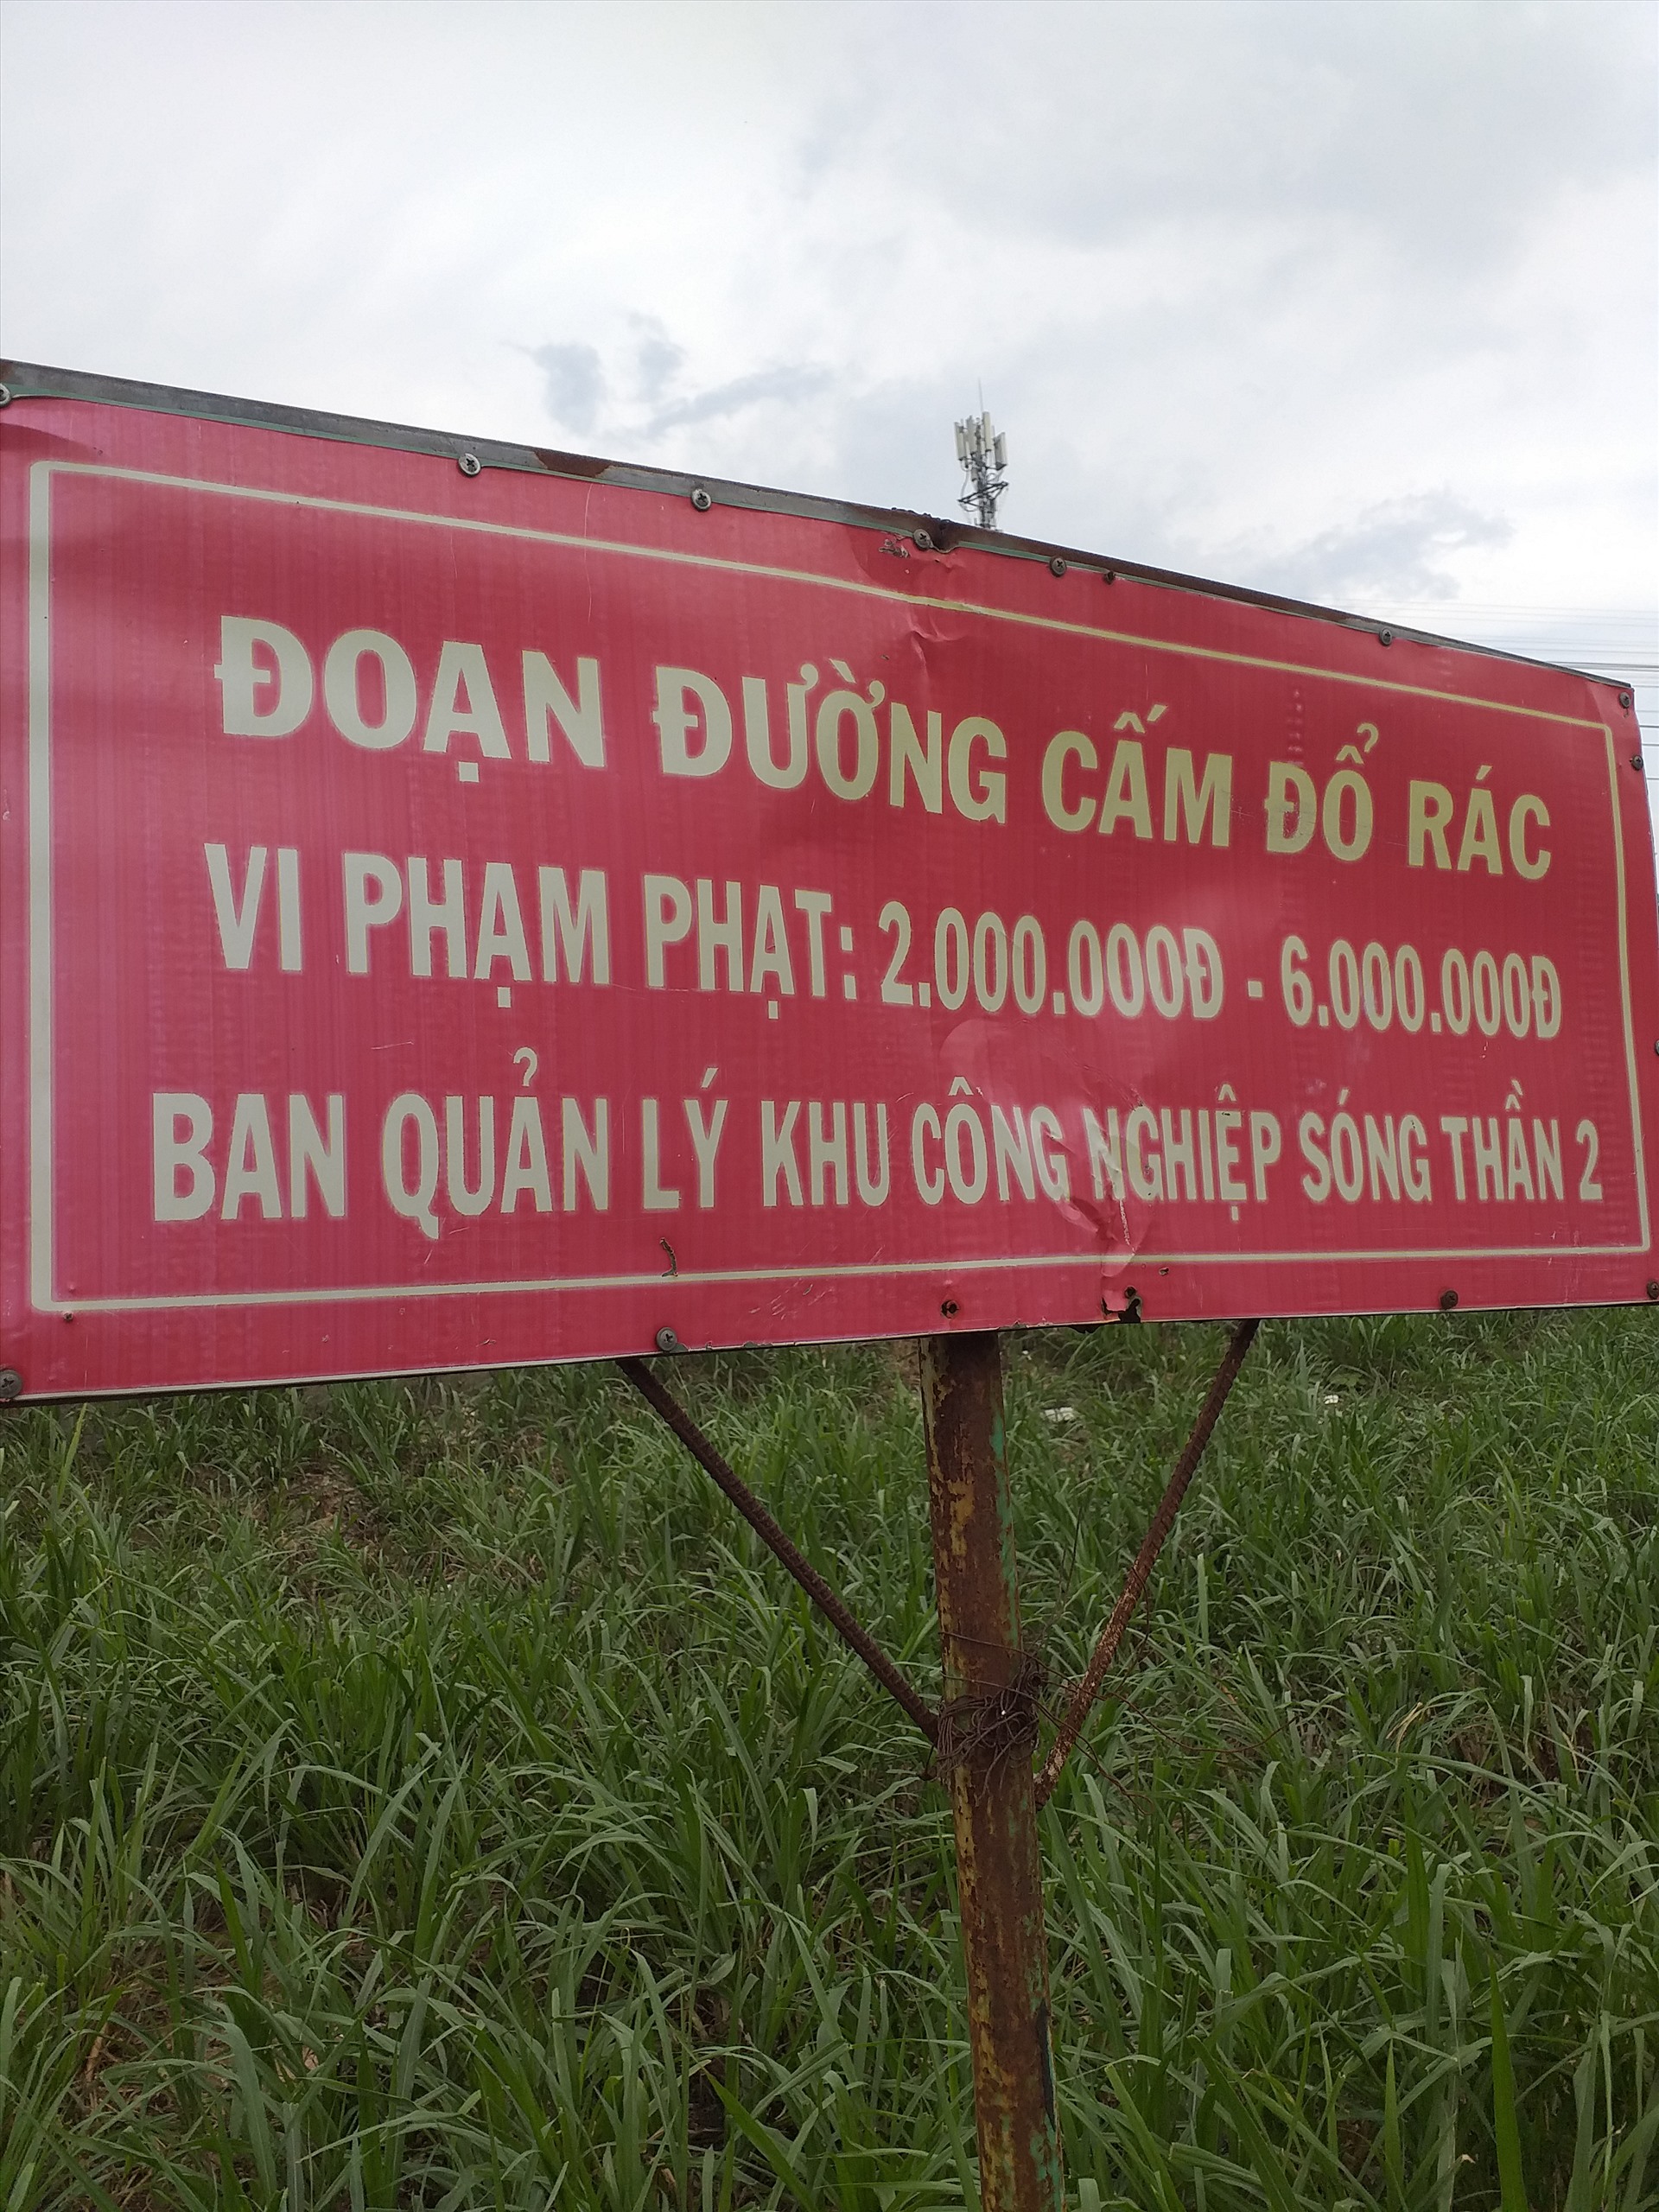 ĐOẠN ĐƯỜNG CẤM ĐỔ RÁC
VI PHẠM PHẠT: 2.000.000Đ - 6.000.000Đ
BAN QUẢN LÝ KHU CÔNG NGHIỆP SÓNG THẦN 2